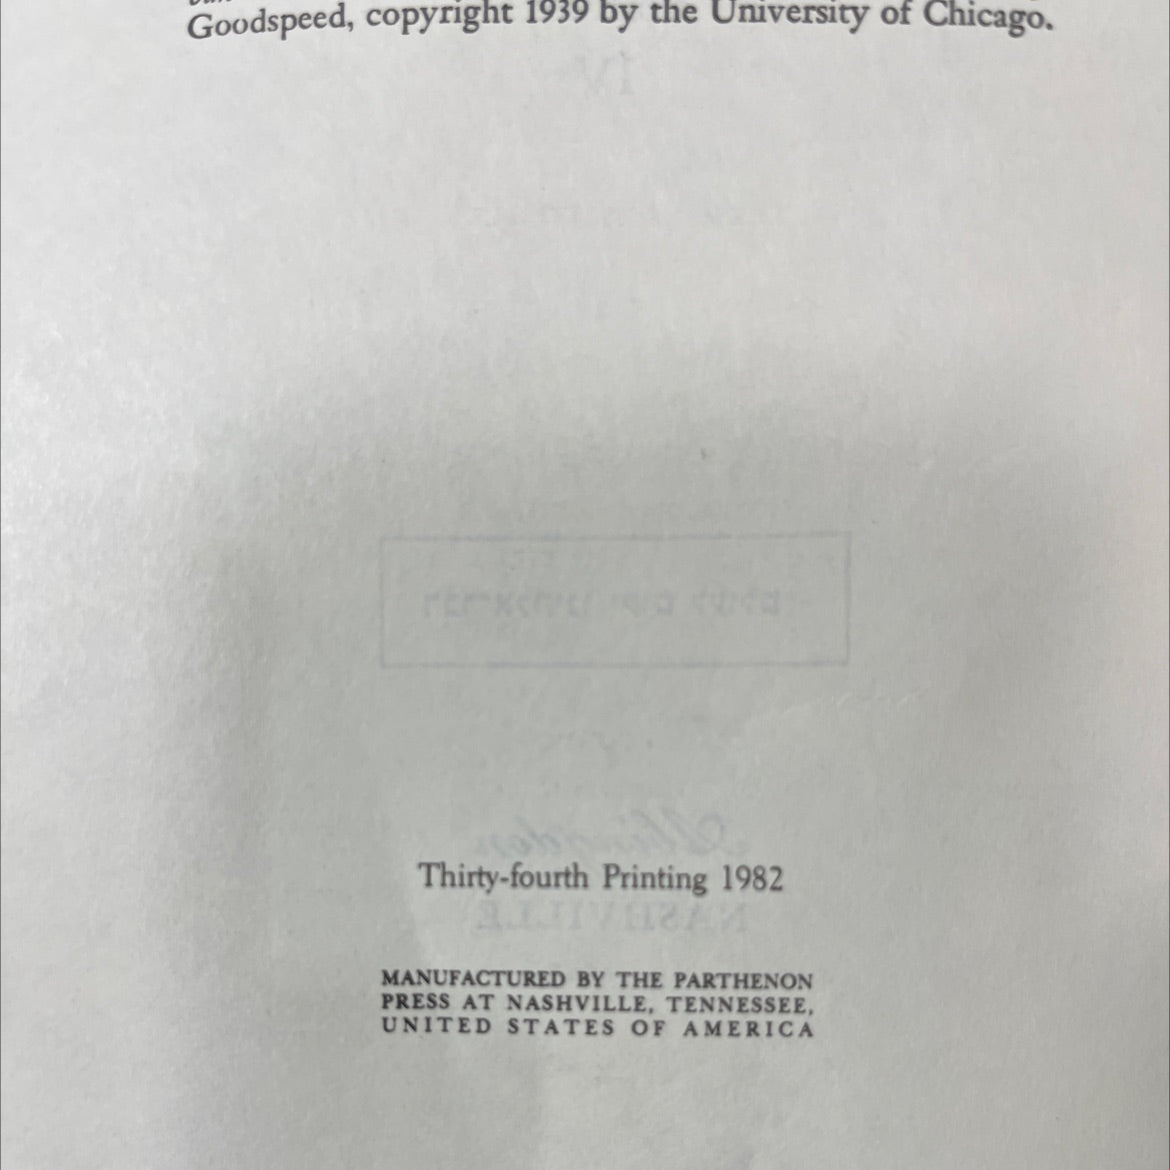 Goodspeed, copyright 1939 by the University of Chicago.
Thirty-fourth Printing 1982
NASHVILLE
MANUFACTURED BY THE PARTHENON
PRESS AT NASHVILLE, TENNESSEE,
UNITED STATES OF AMERICA